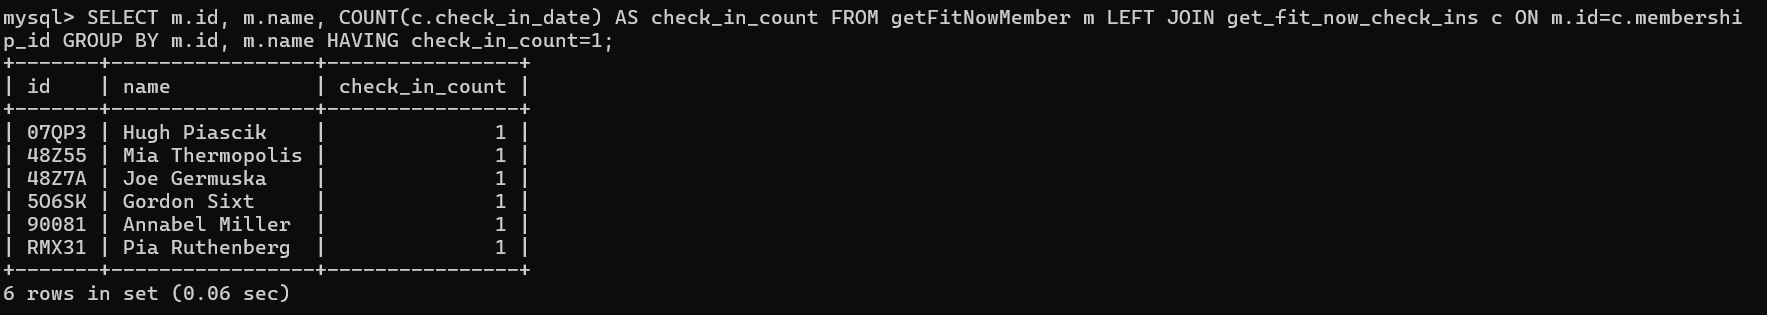 mysql> SELECT m.id, m.name, COUNT(c.check_in_date) AS check_in_count FROM getFitNowMember m LEFT JOIN get_fit_now_check_ins c ON m.id=c.membershi
p_id GROUP BY m.id, m.name HAVING check_in_count=1;
+-------+-----------------+----------------+
| id    | name            | check_in_count |
+-------+-----------------+----------------+
| 07QP3 | Hugh Piascik    |              1 |
| 48Z55 | Mia Thermopolis |              1 |
| 48Z7A | Joe Germuska    |              1 |
| 5O6SK | Gordon Sixt     |              1 |
| 90081 | Annabel Miller  |              1 |
| RMX31 | Pia Ruthenberg  |              1 |
+-------+-----------------+----------------+
6 rows in set (0.06 sec)